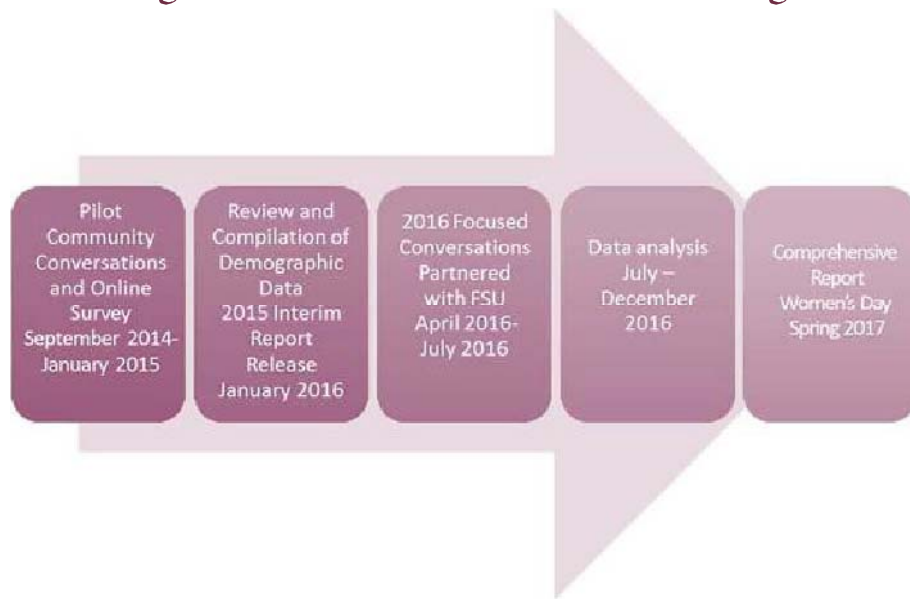 Pilot
Community
Conversations
and Online
Survey
September 2014-
January 2015
Review and
Compilation of
Demographic
Data
2015 Interim
Report
Release
January 2016
2016 Focused
Conversations
Partnered
with FSU
April 2016-
July 2016
Data analysis
July –
December
2016
Comprehensive
Report
Women's Day
Spring 2017